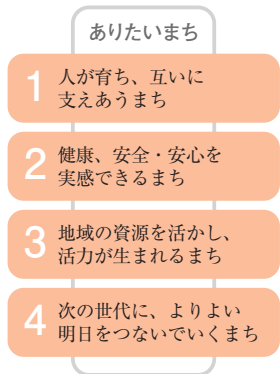 ありたいまち
1
人が育ち、互いに
支えあうまち
2
健康、安全・安心を
実感できるまち
3
地域の資源を活かし、
活力が生まれるまち
4
次の世代に、よりよい
明日をつないでいくまち